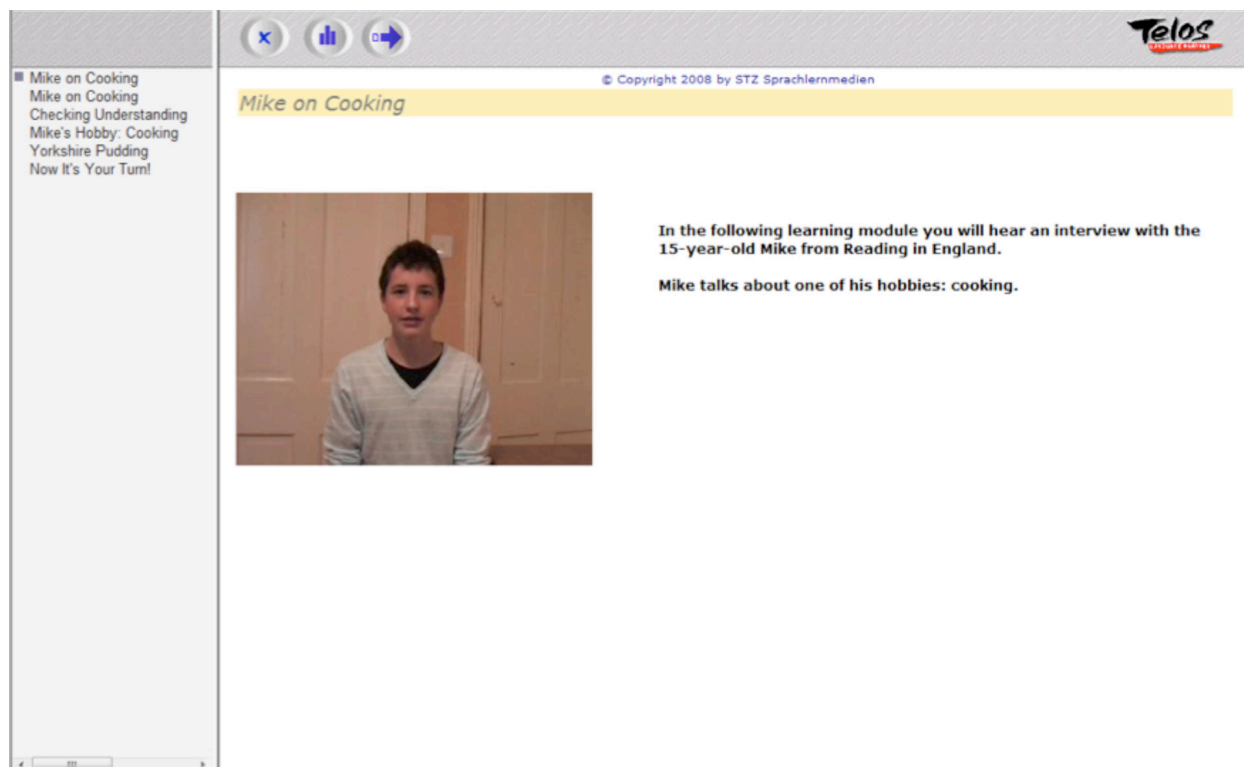 Telos
© Copyright 2008 by STZ Sprachlernmedien
Mike on Cooking
Mike on Cooking
Checking Understanding
Mike's Hobby: Cooking
Yorkshire Pudding
Now It's Your Turn!
Mike on Cooking
In the following learning module you will hear an interview with the
15-year-old Mike from Reading in England.
Mike talks about one of his hobbies: cooking.